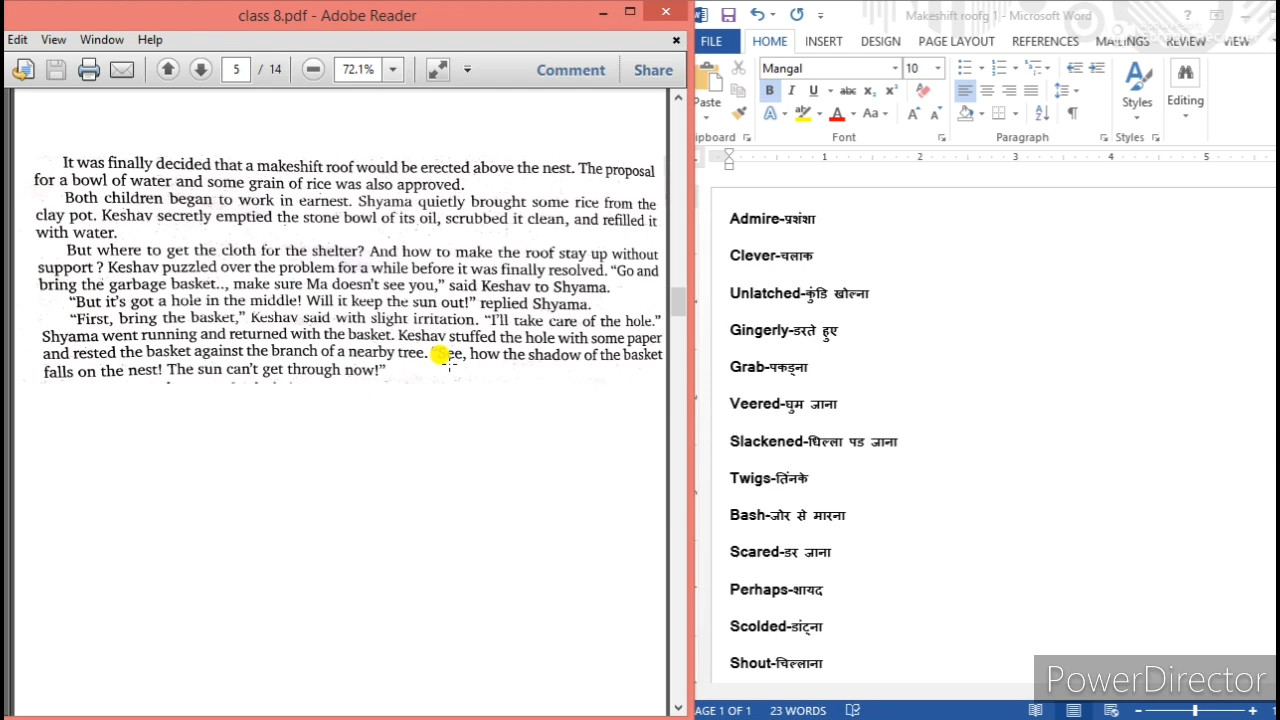 class 8.pdf - Adobe Reader
Edit View Window Help
5 / 14 72.1% Comment Share
It was finally decided that a makeshift roof would be erected above the nest. The proposal
for a bowl of water and some grain of rice was also approved.
Both children began to work in earnest. Shyama quietly brought some rice from the
clay pot. Keshav secretly emptied the stone bowl of its oil, scrubbed it clean, and refilled it
with water.
But where to get the cloth for the shelter? And how to make the roof stay up without
support ? Keshav puzzled over the problem for a while before it was finally resolved. “Go and
bring the garbage basket.., make sure Ma doesn't see you,” said Keshav to Shyama.
“But it's got a hole in the middle! Will it keep the sun out!” replied Shyama.
“First, bring the basket,” Keshav said with slight irritation. “I'll take care of the hole.”
Shyama went running and returned with the basket. Keshav stuffed the hole with some paper
and rested the basket against the branch of a nearby tree. “See, how the shadow of the basket
falls on the nest! The sun can't get through now!”
Makeshift roofg 1 - Microsoft Word
FILE HOME INSERT DESIGN PAGE LAYOUT REFERENCES MAILINGS REVIEW VIEW
Mangal 10
Paste Styles Editing
lipboard Font Paragraph Styles
1 2 3 4 5
Admire-प्रशंशा
Clever-चलाक
Unlatched-कुंडि खोल्ना
Gingerly-डरते हुए
Grab-पकड्ना
Veered-घुम जाना
Slackened-धिल्ला पड जाना
Twigs-तिंनके
Bash-जोर से मारना
Scared-डर जाना
Perhaps-शायद
Scolded-डांट्ना
Shout-चिल्लाना
PowerDirector
AGE 1 OF 1 23 WORDS